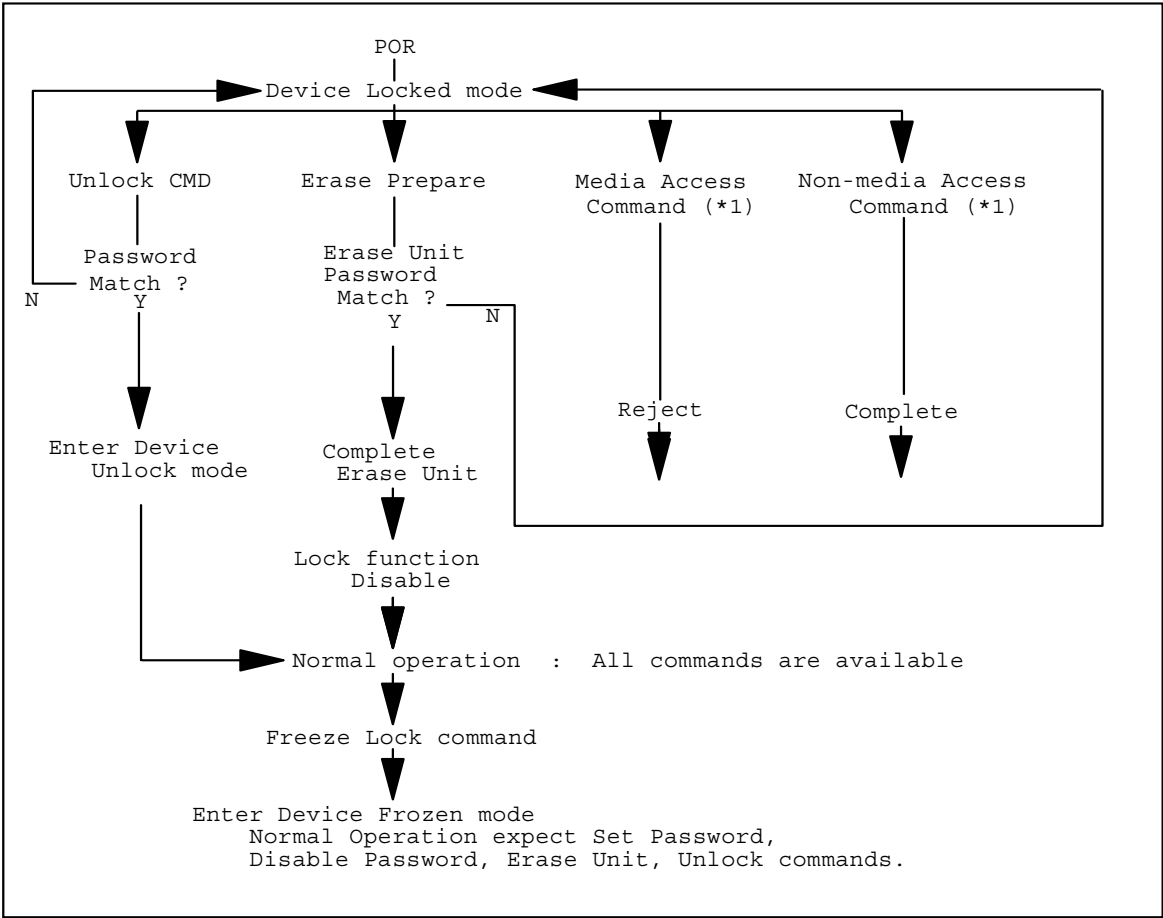 POR
Device Locked mode
Unlock CMD
Erase Prepare
Media Access
Command (*1)
Non-media Access
Command (*1)
Password
Match ?
N
Y
Erase Unit
Password
Match ?
Y
N
Reject
Complete
Enter Device
Unlock mode
Complete
Erase Unit
Lock function
Disable
Normal operation : All commands are available
Freeze Lock command
Enter Device Frozen mode
Normal Operation expect Set Password,
Disable Password, Erase Unit, Unlock commands.